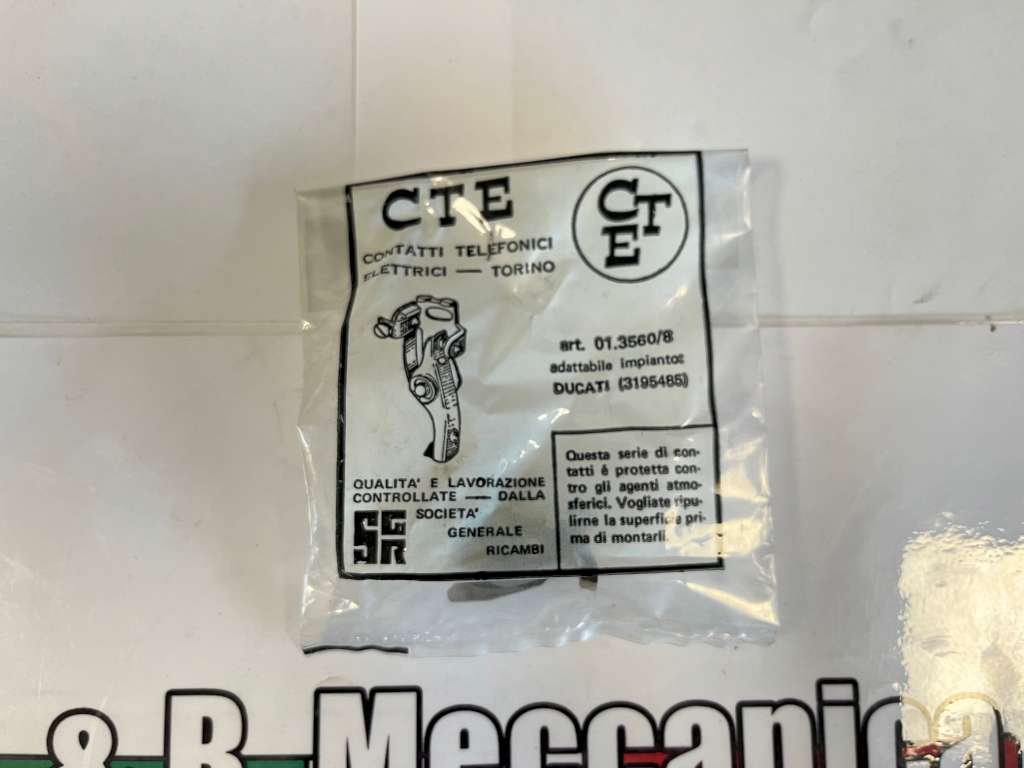 CTE
CTE
CONTATTI TELEFONICI
ELETTRICI — TORINO
art. 01.3560/8
adattabile impianto:
DUCATI (3195485)
QUALITA' E LAVORAZIONE
CONTROLLATE — DALLA
SGR SOCIETA'
GENERALE
RICAMBI
Questa serie di con-
tatti é protetta con-
tro gli agenti atmo-
sferici. Vogliate ripu-
lirne la superficie pri-
ma di montarli.
& R Meccanica